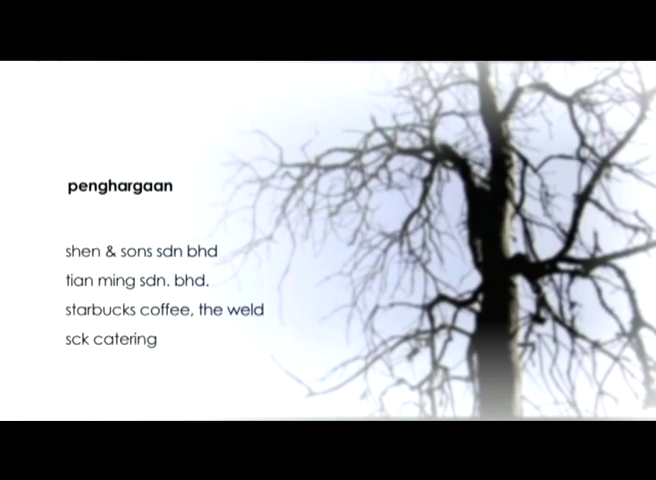 penghargaan
shen & sons sdn bhd
tian ming sdn. bhd.
starbucks coffee, the weld
sck catering